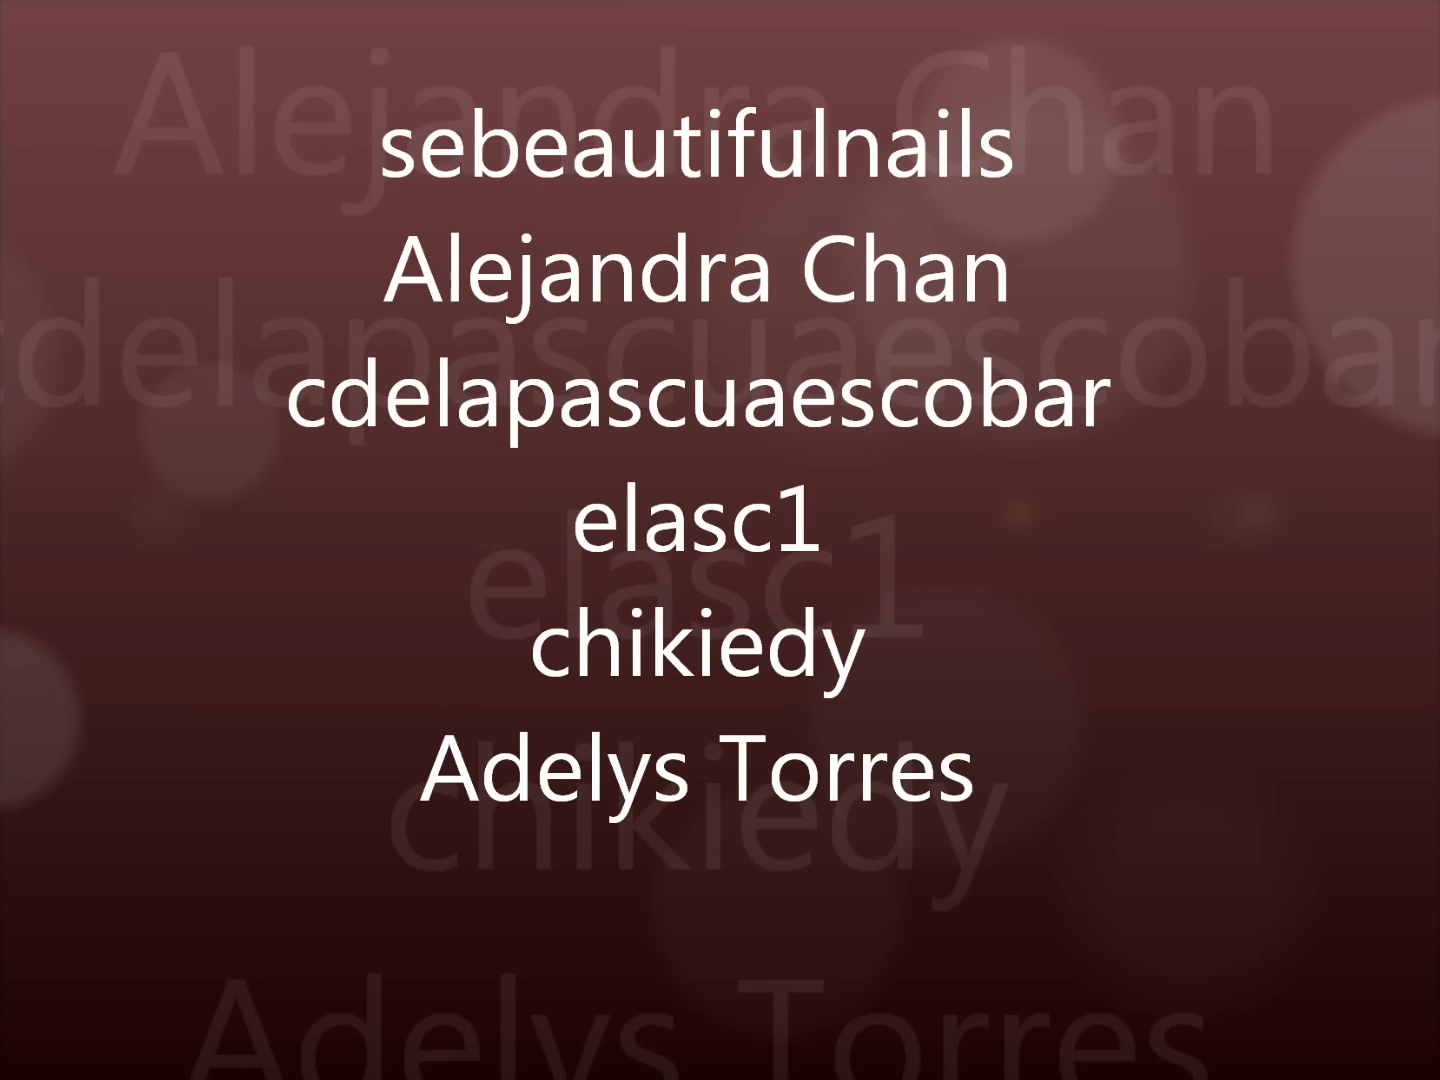 sebeautifulnails
Alejandra Chan
cdelapascuaescobar
elasc1
chikiedy
Adelys Torres